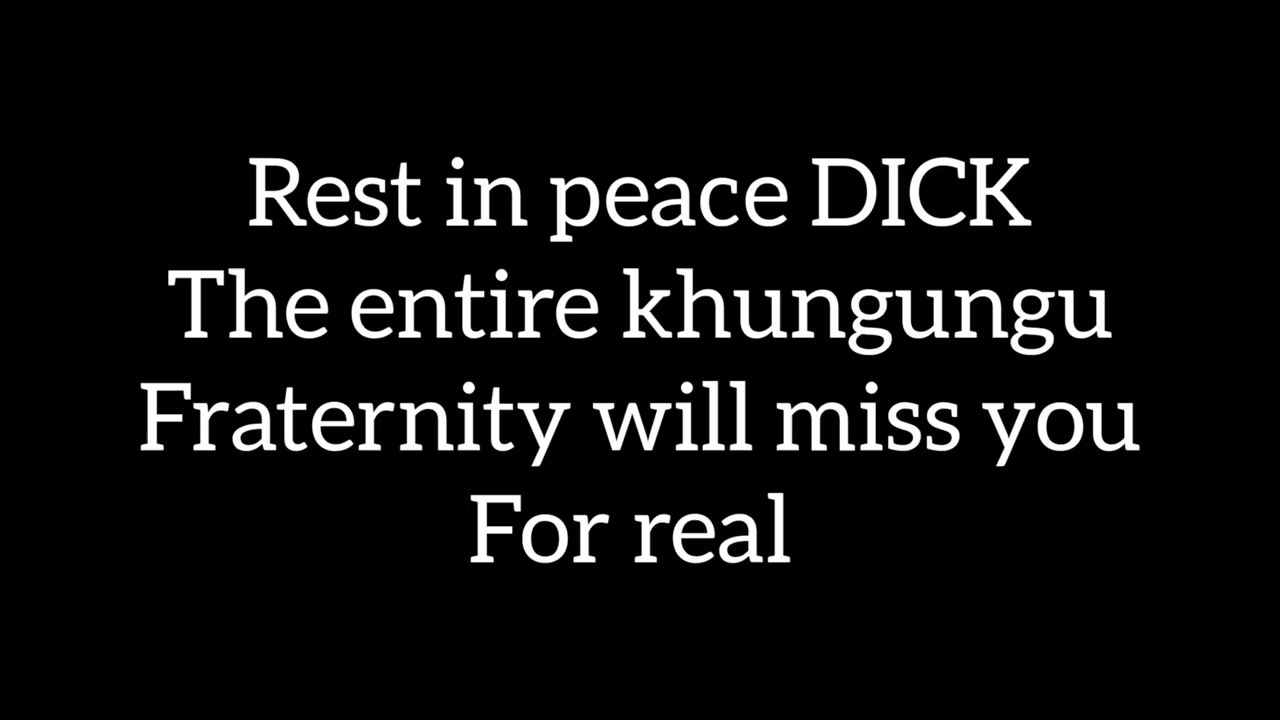 Rest in peace DICK
The entire khungungu
Fraternity will miss you
For real